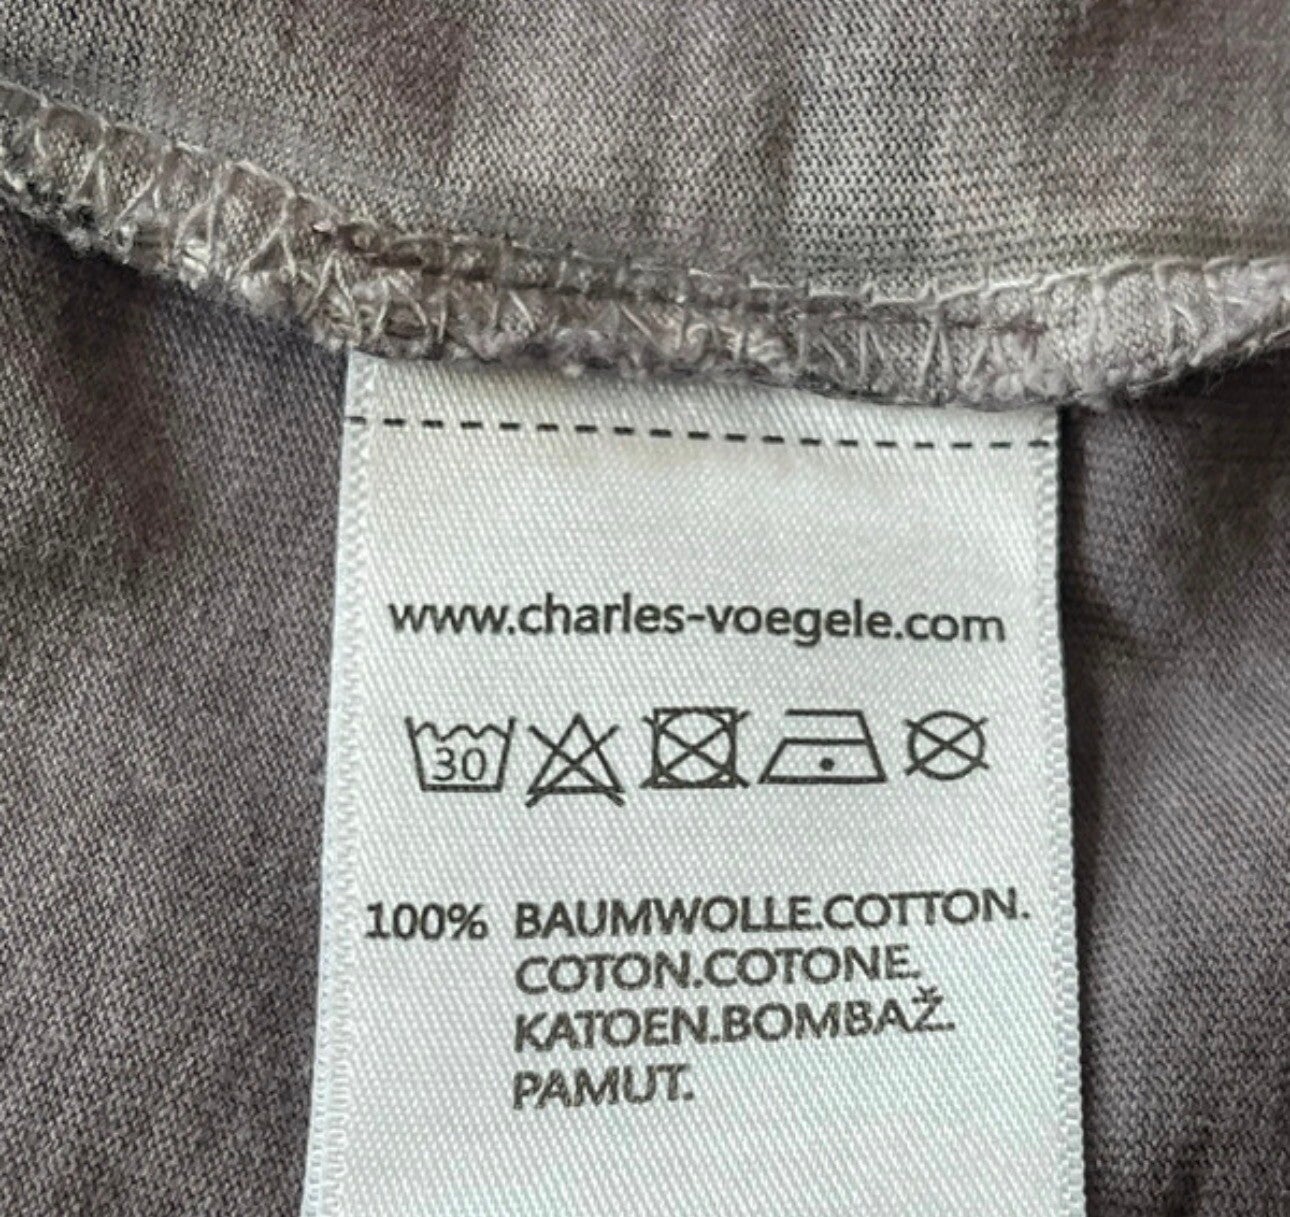 www.charles-voegele.com
30
100% BAUMWOLLE.COTTON.
COTON.COTONE.
KATOEN.BOMBAŽ.
PAMUT.